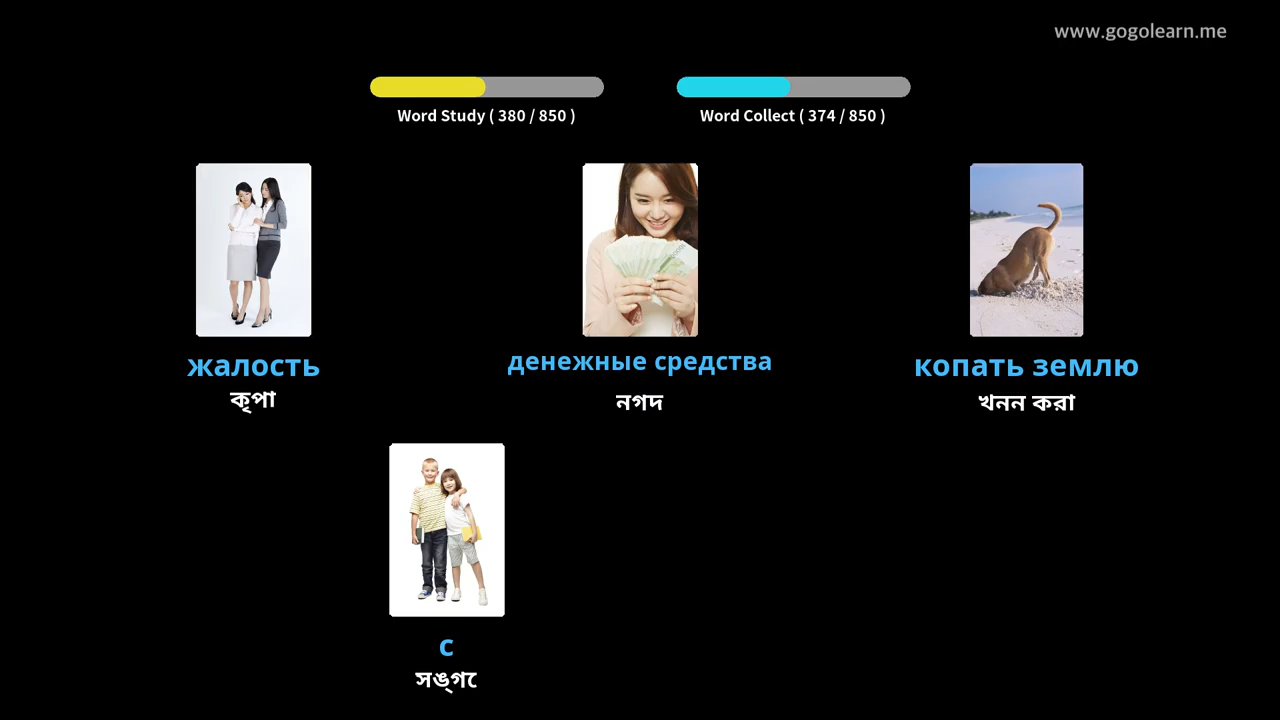 www.gogolearn.me
Word Study ( 380 / 850 )
Word Collect ( 374 / 850 )
жалость
কৃপা
денежные средства
নগদ
копать землю
খনন করা
с
সঙ্গে